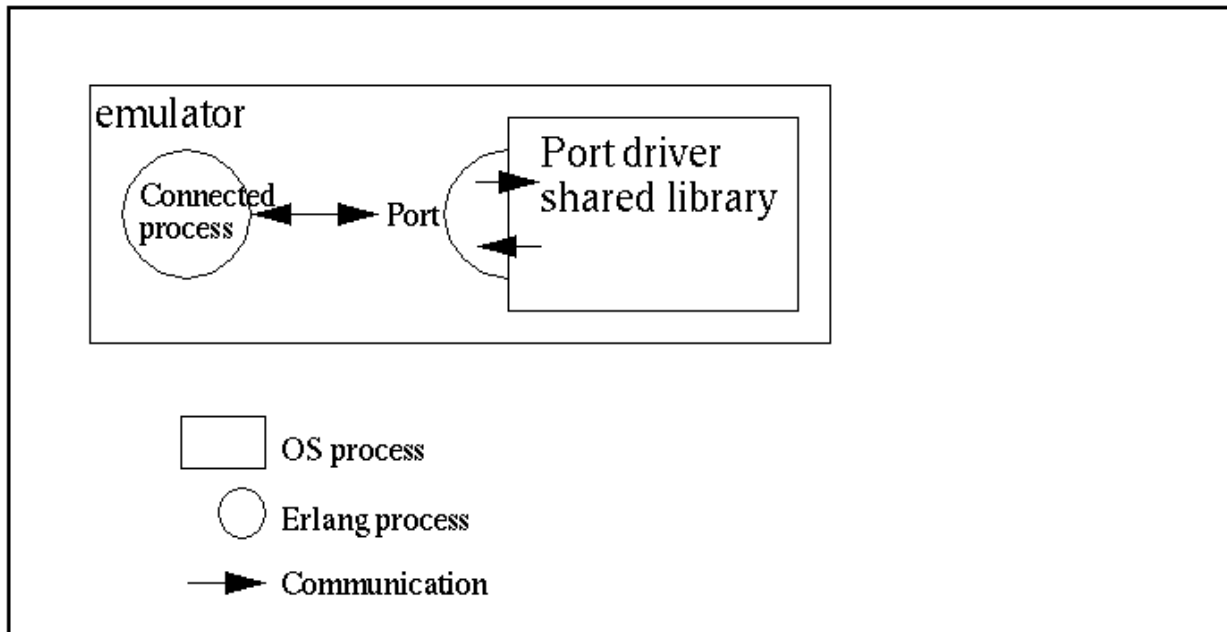 emulator
Connected
process
Port
Port driver
shared library
OS process
Erlang process
Communication